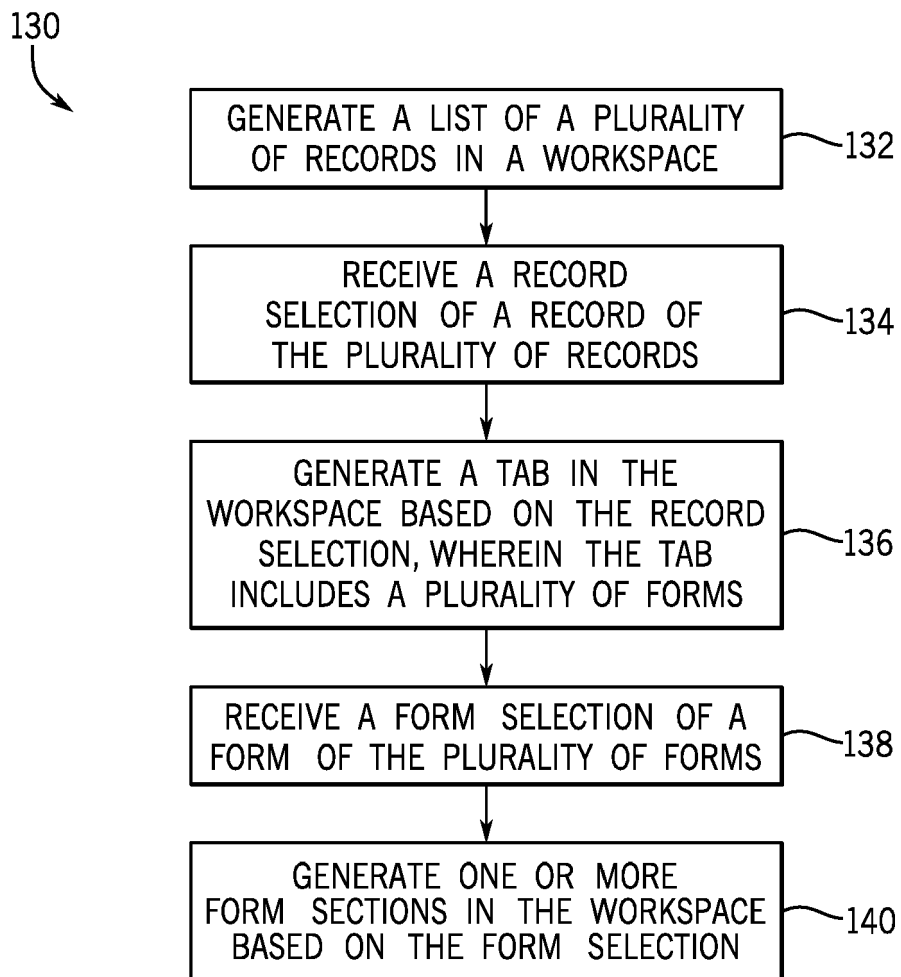 130
GENERATE A LIST OF A PLURALITY
OF RECORDS IN A WORKSPACE
132
RECEIVE A RECORD
SELECTION OF A RECORD OF
THE PLURALITY OF RECORDS
134
GENERATE A TAB IN THE
WORKSPACE BASED ON THE RECORD
SELECTION, WHEREIN THE TAB
INCLUDES A PLURALITY OF FORMS
136
RECEIVE A FORM SELECTION OF A
FORM OF THE PLURALITY OF FORMS
138
GENERATE ONE OR MORE
FORM SECTIONS IN THE WORKSPACE
BASED ON THE FORM SELECTION
140